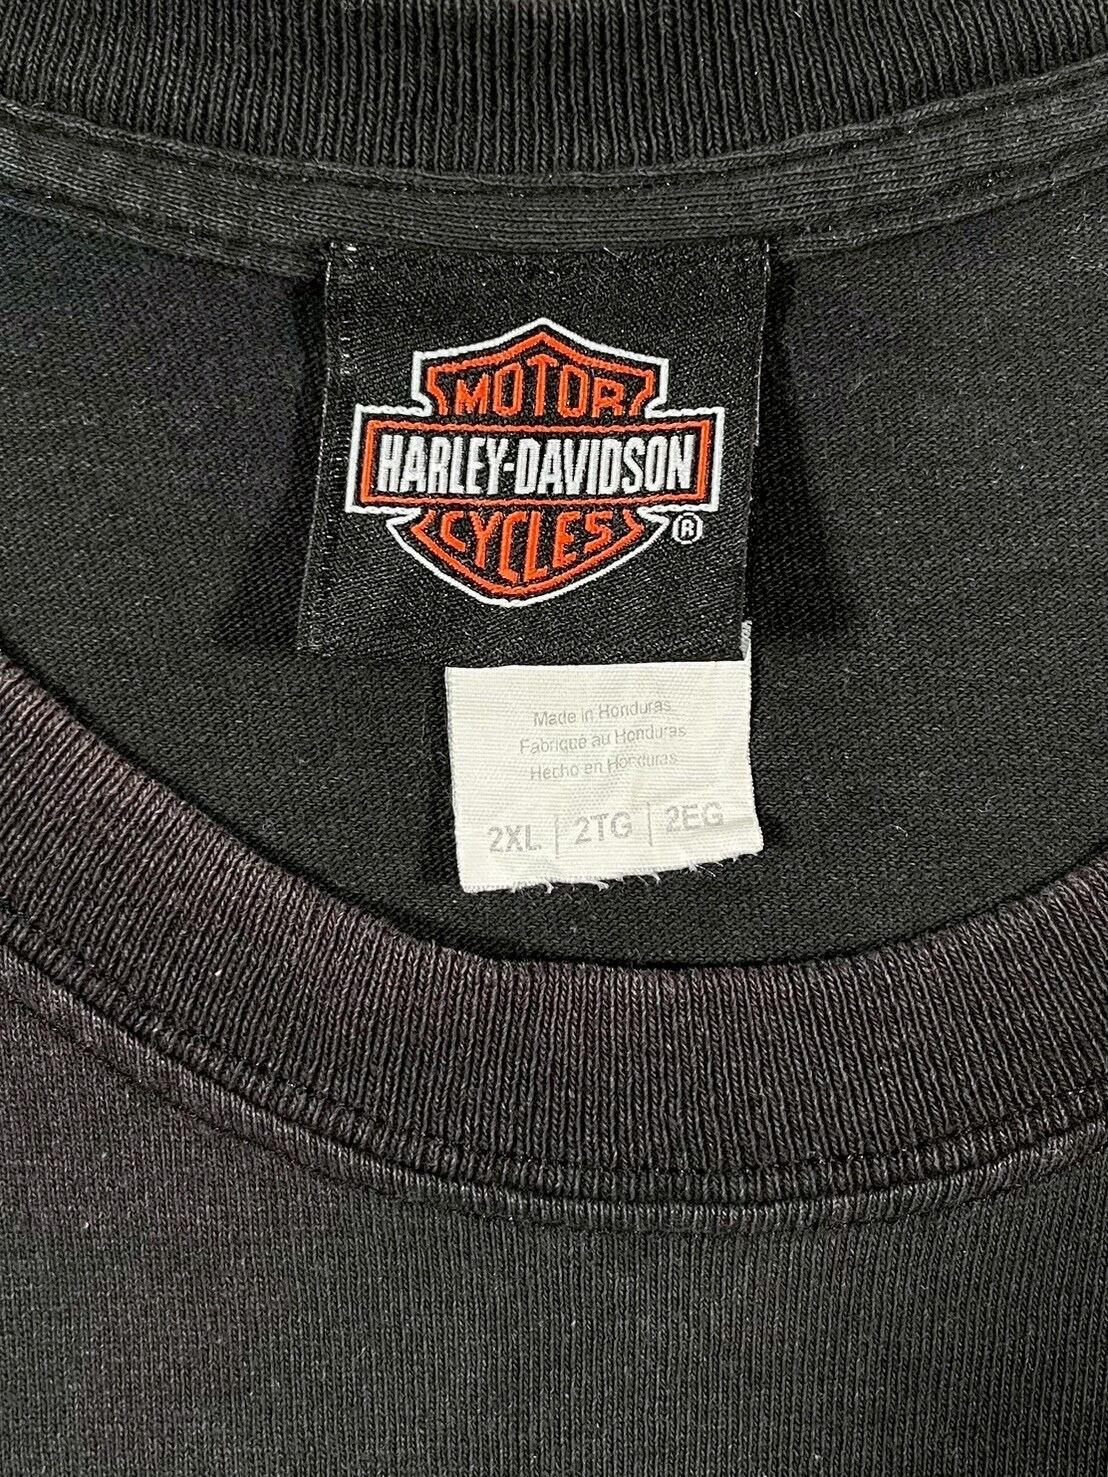 MOTOR
HARLEY-DAVIDSON
CYCLES
®
Made in Honduras
Fabriqué au Honduras
Hecho en Honduras
2XL | 2TG | 2EG